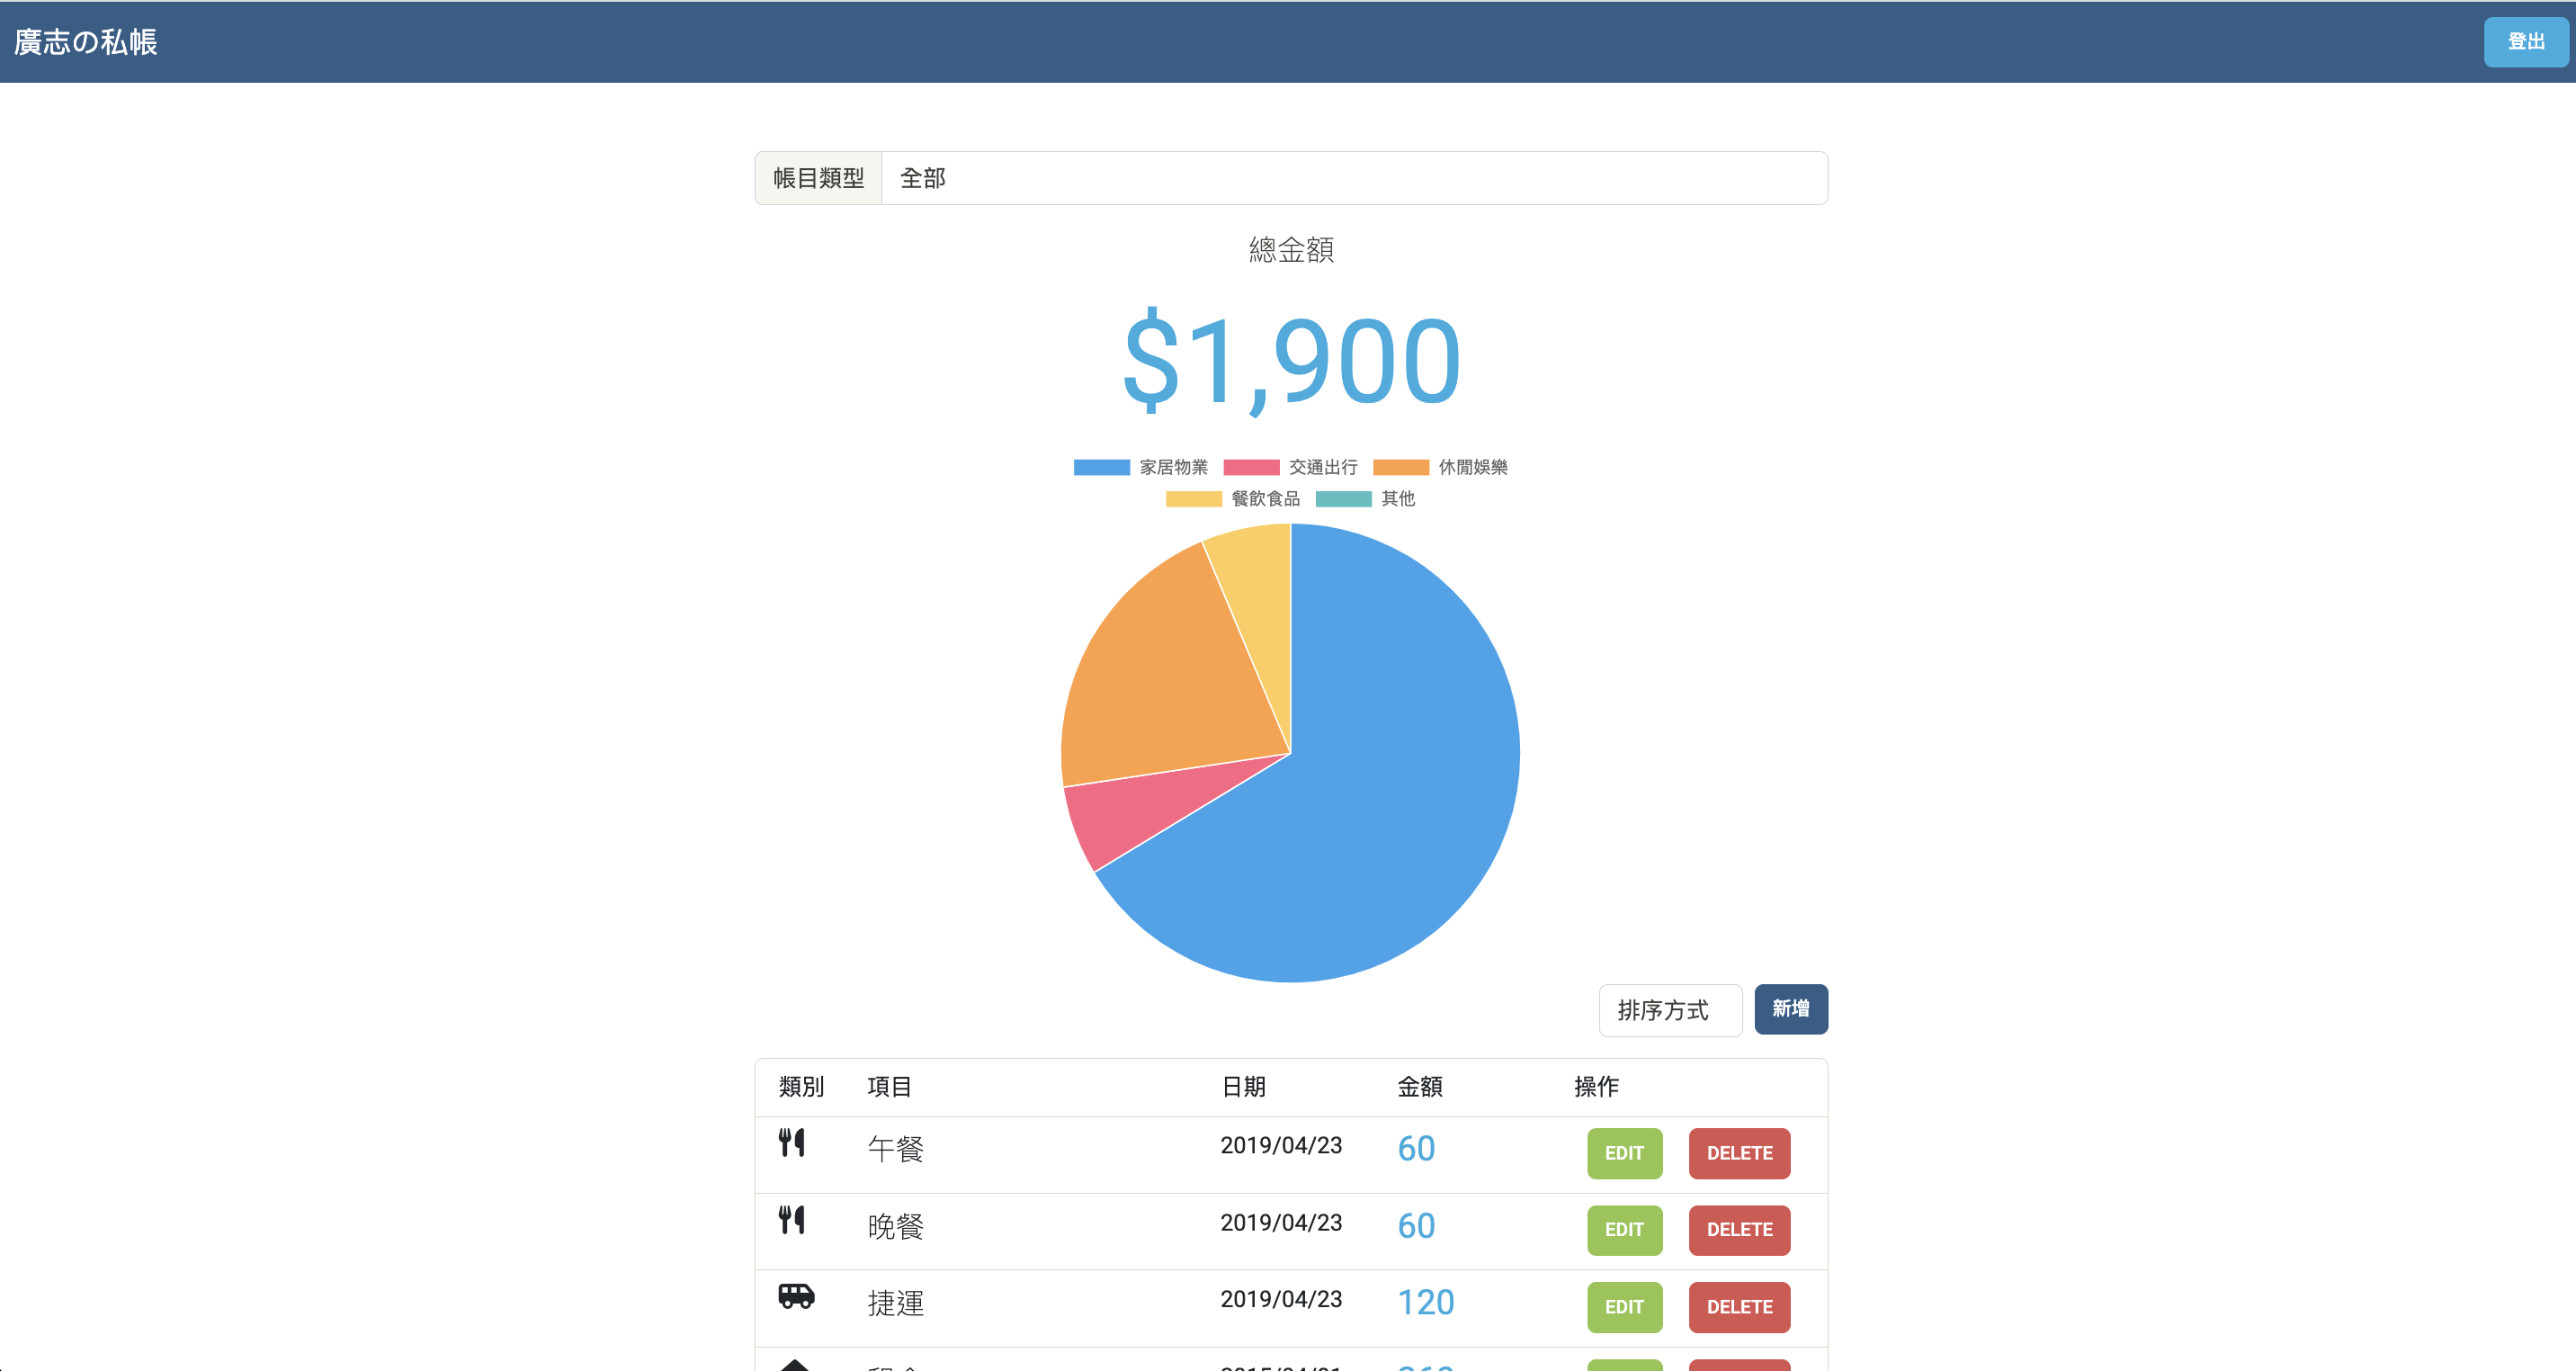 廣志の私帳 登出
帳目類型 全部
總金額
$1,900
家居物業 交通出行 休閒娛樂
餐飲食品 其他
排序方式 新增
類別 項目 日期 金額 操作
午餐 2019/04/23 60 EDIT DELETE
晚餐 2019/04/23 60 EDIT DELETE
捷運 2019/04/23 120 EDIT DELETE